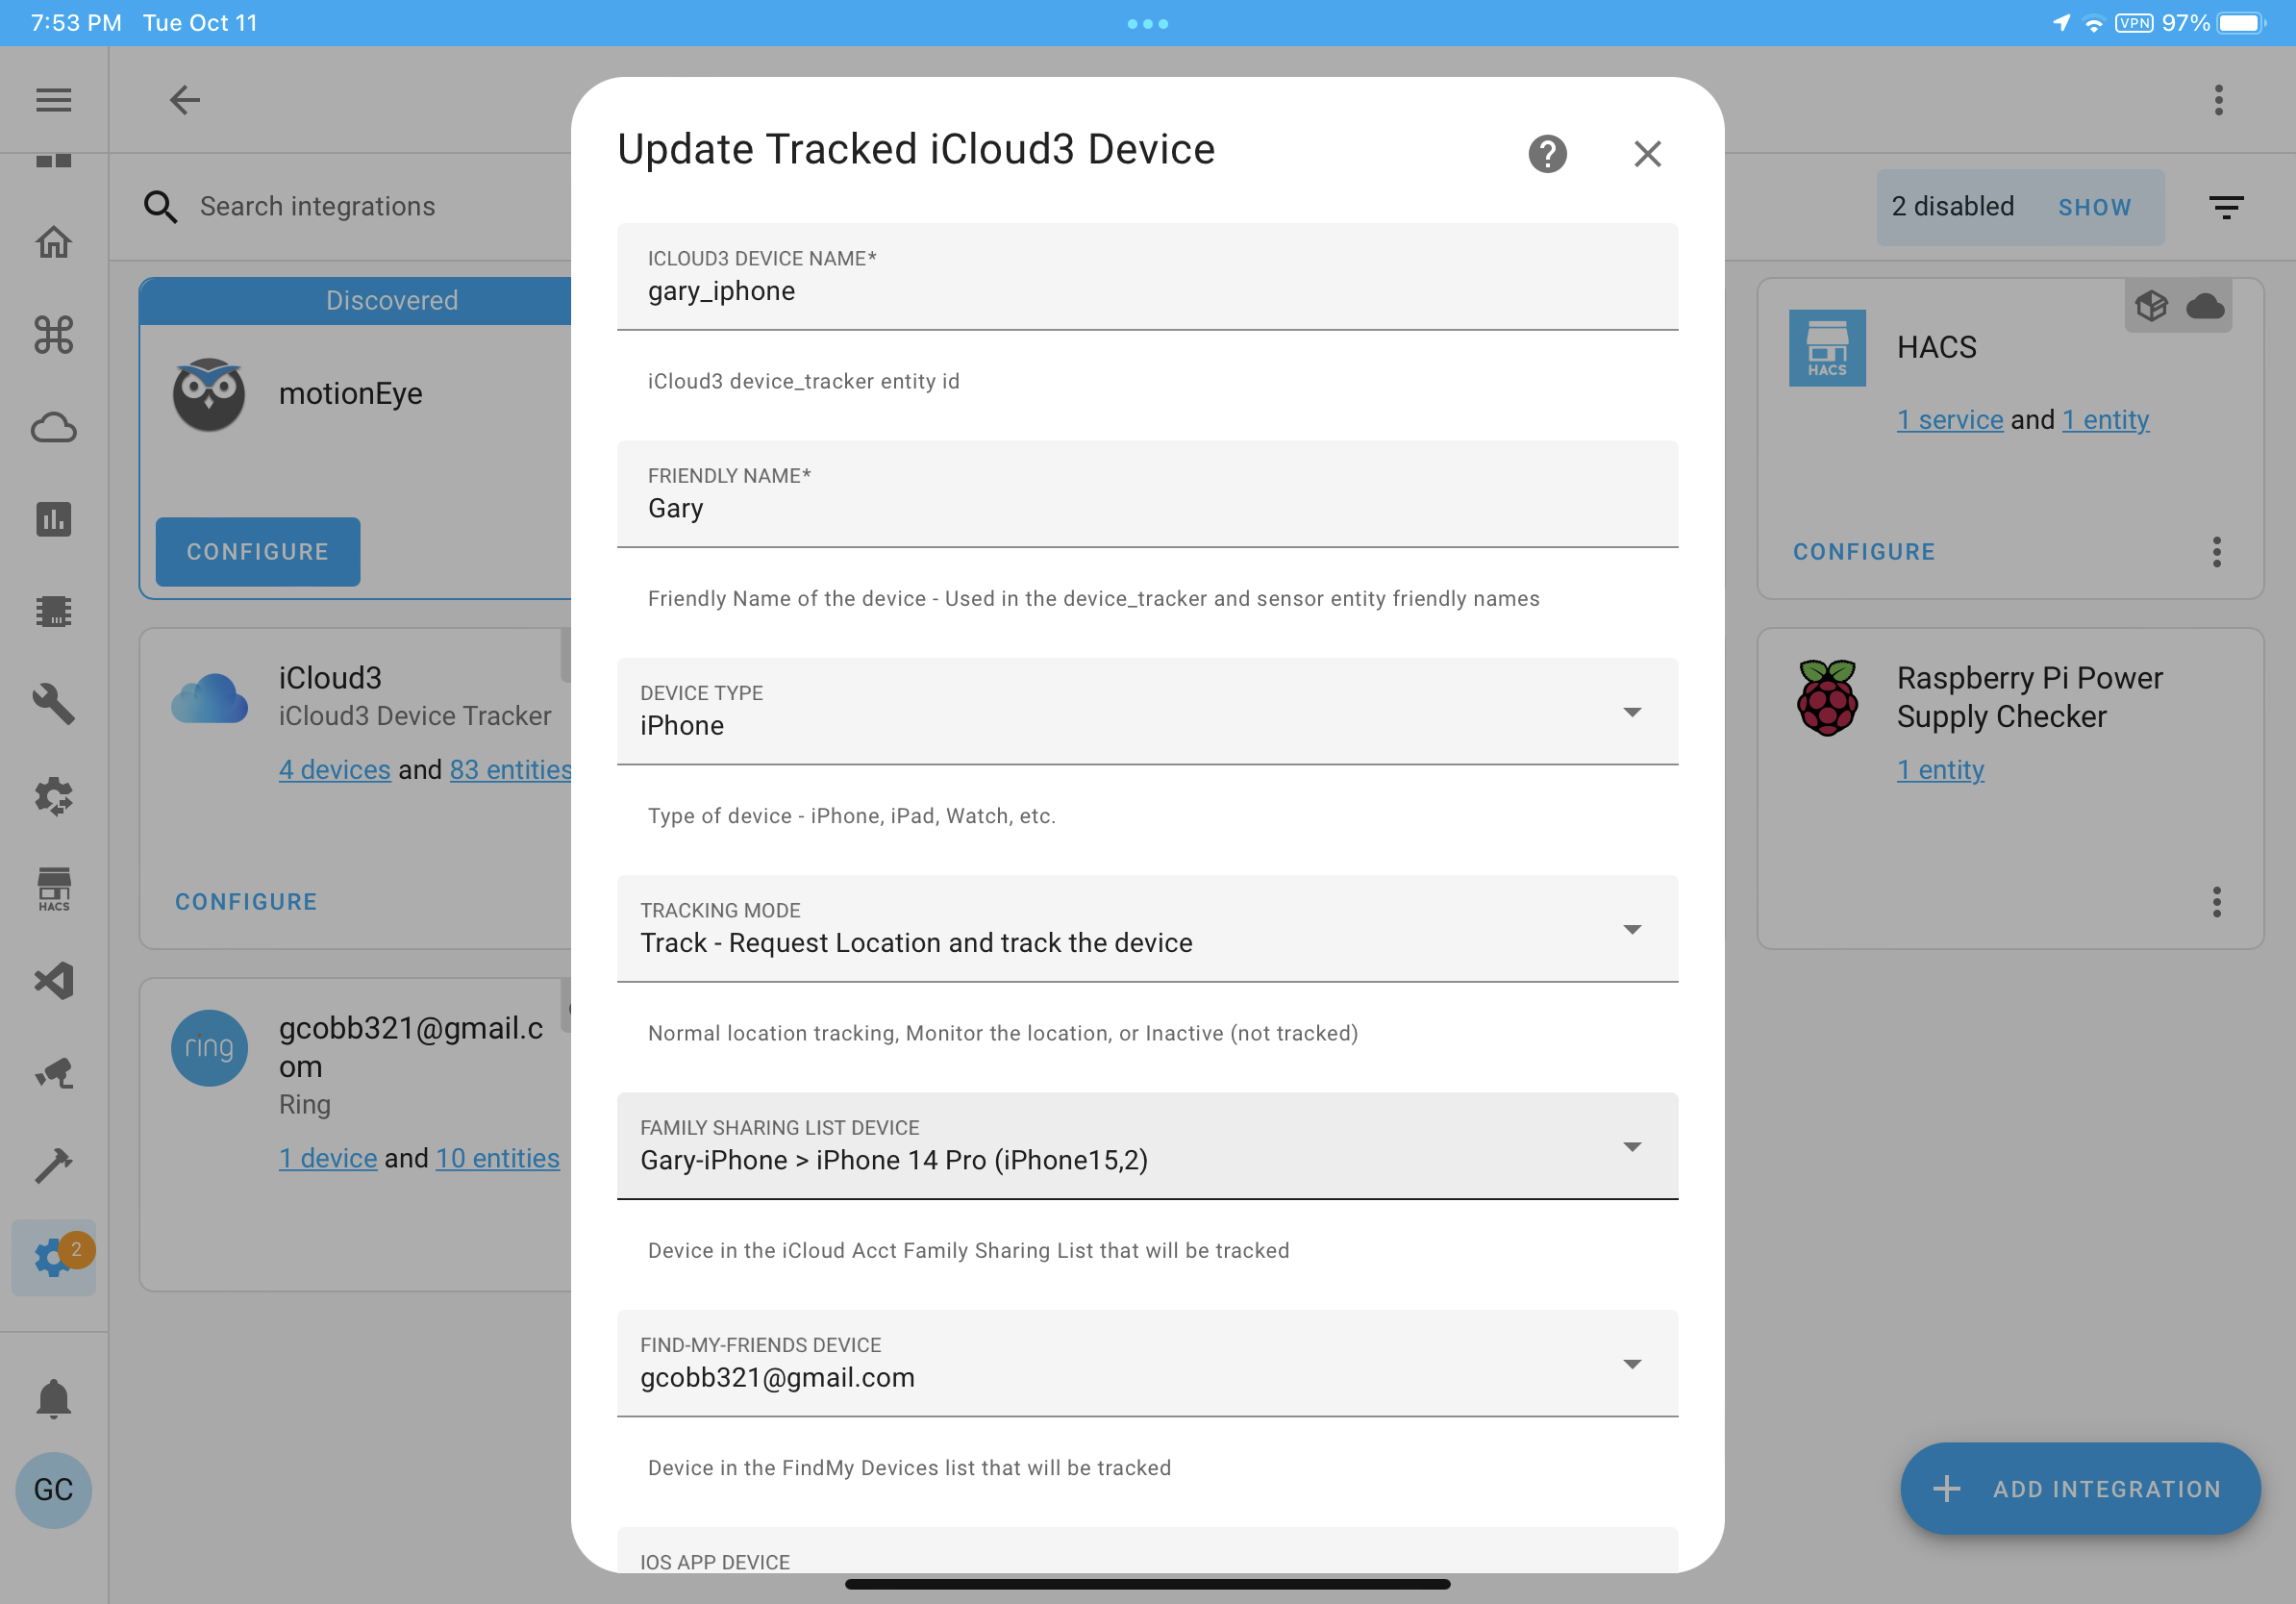 7:53 PM Tue Oct 11
VPN 97%
Search integrations
2 disabled SHOW
Discovered
motionEye
CONFIGURE
iCloud3
iCloud3 Device Tracker
4 devices and 83 entities
CONFIGURE
ring
gcobb321@gmail.c
om
Ring
1 device and 10 entities
HACS
2
GC
Update Tracked iCloud3 Device
ICLOUD3 DEVICE NAME*
gary_iphone
iCloud3 device_tracker entity id
FRIENDLY NAME*
Gary
Friendly Name of the device - Used in the device_tracker and sensor entity friendly names
DEVICE TYPE
iPhone
Type of device - iPhone, iPad, Watch, etc.
TRACKING MODE
Track - Request Location and track the device
Normal location tracking, Monitor the location, or Inactive (not tracked)
FAMILY SHARING LIST DEVICE
Gary-iPhone > iPhone 14 Pro (iPhone15,2)
Device in the iCloud Acct Family Sharing List that will be tracked
FIND-MY-FRIENDS DEVICE
gcobb321@gmail.com
Device in the FindMy Devices list that will be tracked
IOS APP DEVICE
HACS
HACS
1 service and 1 entity
CONFIGURE
Raspberry Pi Power
Supply Checker
1 entity
ADD INTEGRATION